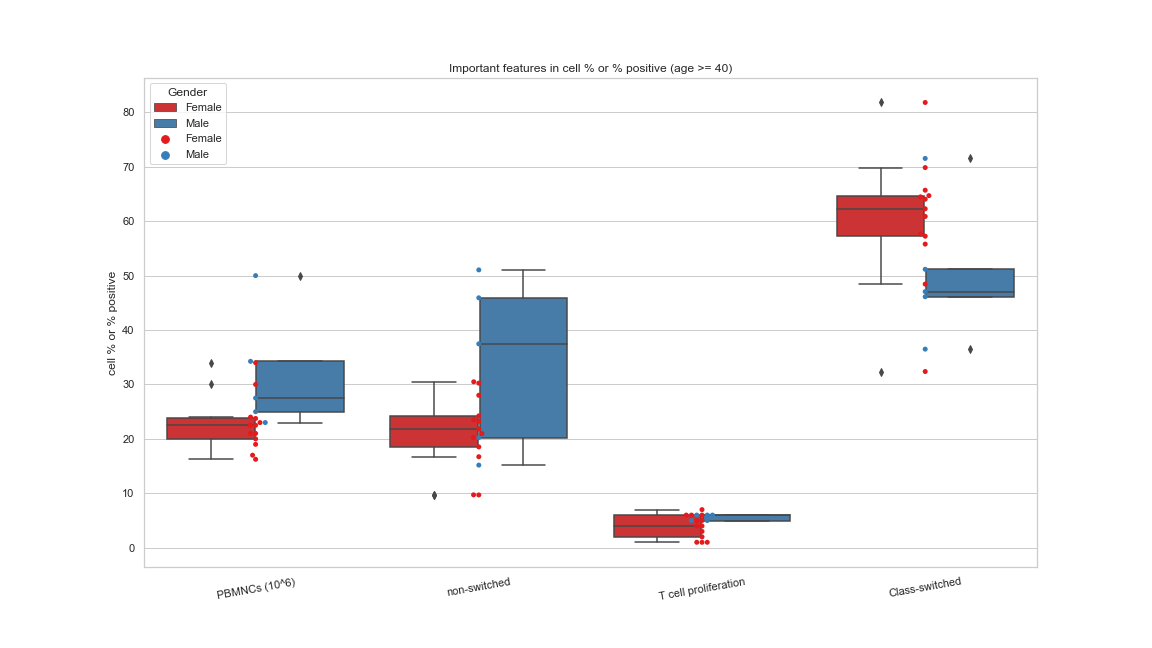 Important features in cell % or % positive (age >= 40)
Gender
Female
Male
Female
Male
cell % or % positive
80
70
60
50
40
30
20
10
0
PBMNCs (10^6)
non-switched
T cell proliferation
Class-switched